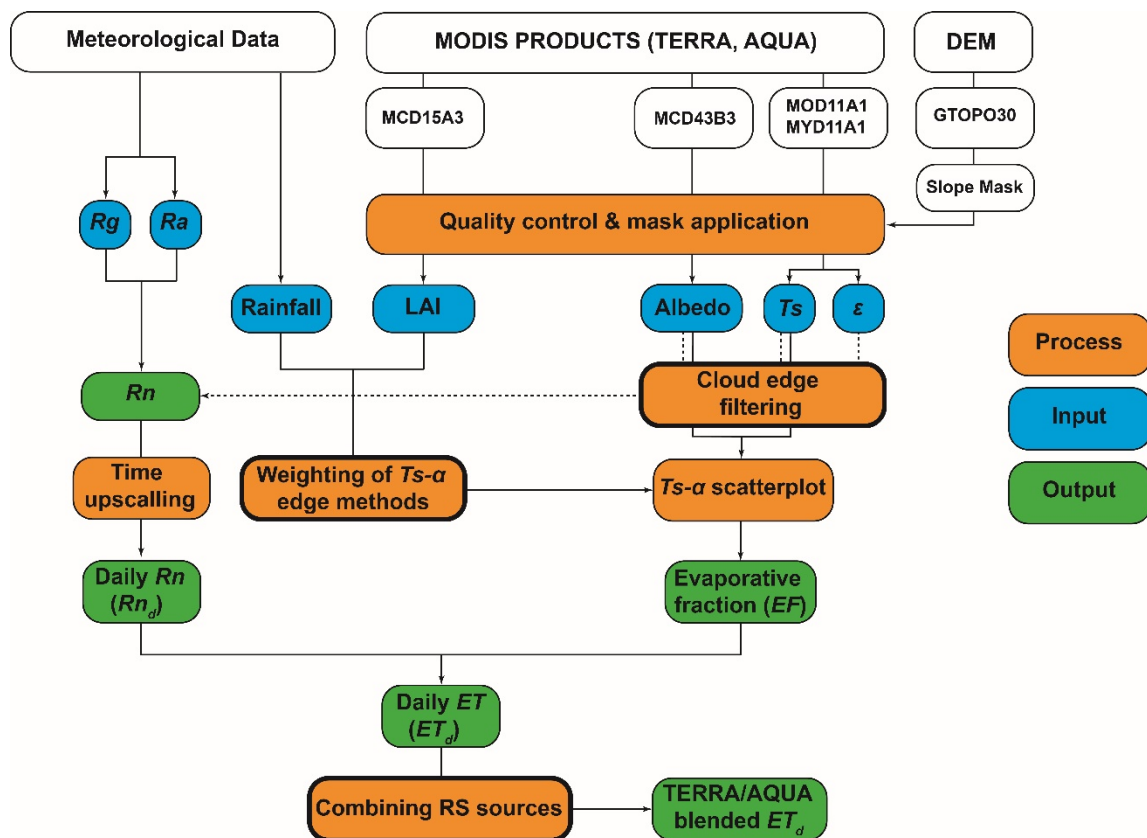 Meteorological Data
MODIS PRODUCTS (TERRA, AQUA)
DEM
MCD15A3
MCD43B3
MOD11A1
MYD11A1
GTOPO30
Slope Mask
Rg
Ra
Quality control & mask application
Rainfall
LAI
Albedo
Ts
ε
Process
Input
Output
Rn
Cloud edge
filtering
Time
upscalling
Weighting of Ts-α
edge methods
Ts-α scatterplot
Daily Rn
(Rnd)
Evaporative
fraction (EF)
Daily ET
(ETd)
Combining RS sources
TERRA/AQUA
blended ETd